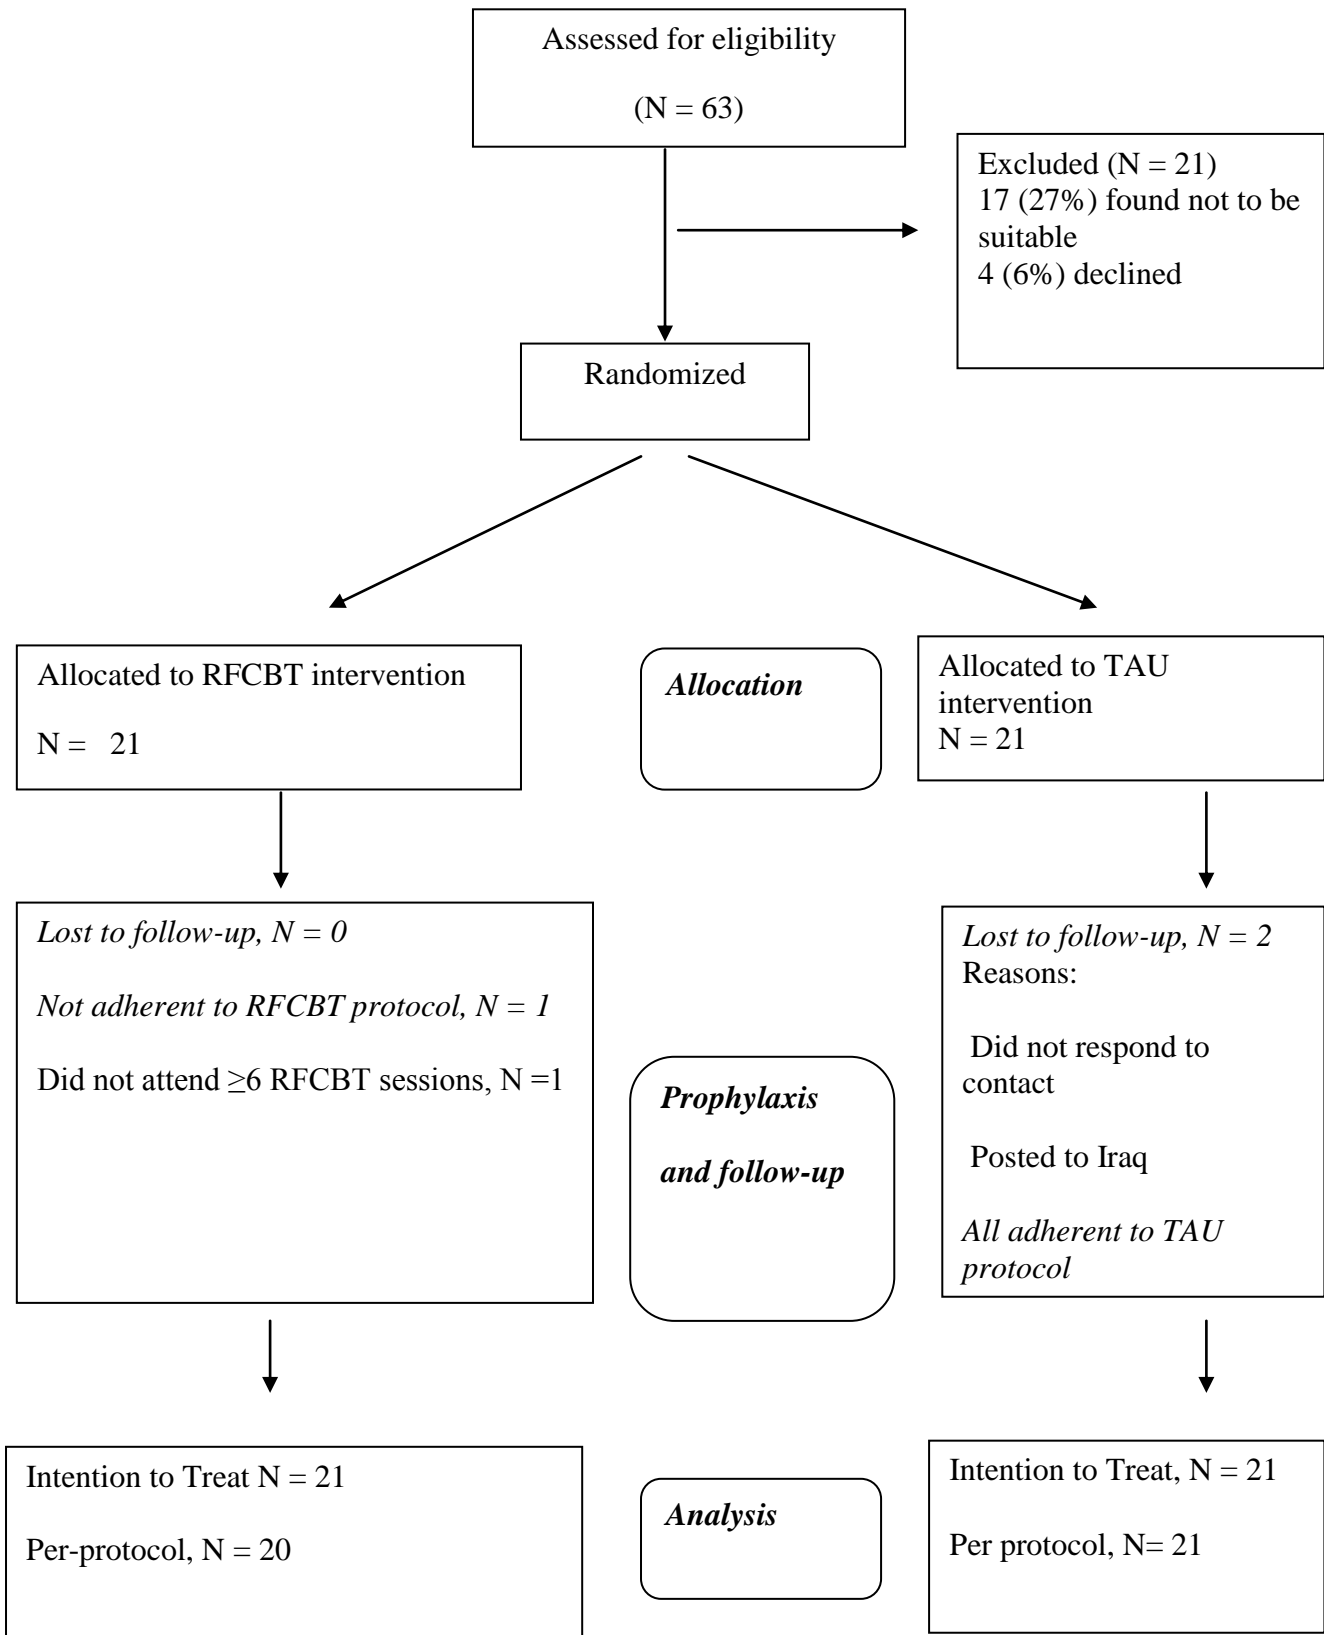 Assessed for eligibility
(N = 63)
Excluded (N = 21)
17 (27%) found not to be
suitable
4 (6%) declined
Randomized
Allocated to RFCBT intervention
N =   21
Allocation
Allocated to TAU
intervention
N = 21
Lost to follow-up, N = 0
Not adherent to RFCBT protocol, N = 1
Did not attend ≥6 RFCBT sessions, N =1
Prophylaxis
and follow-up
Lost to follow-up, N = 2
Reasons:
Did not respond to
contact
Posted to Iraq
All adherent to TAU
protocol
Intention to Treat N = 21
Per-protocol, N = 20
Analysis
Intention to Treat, N = 21
Per protocol, N= 21